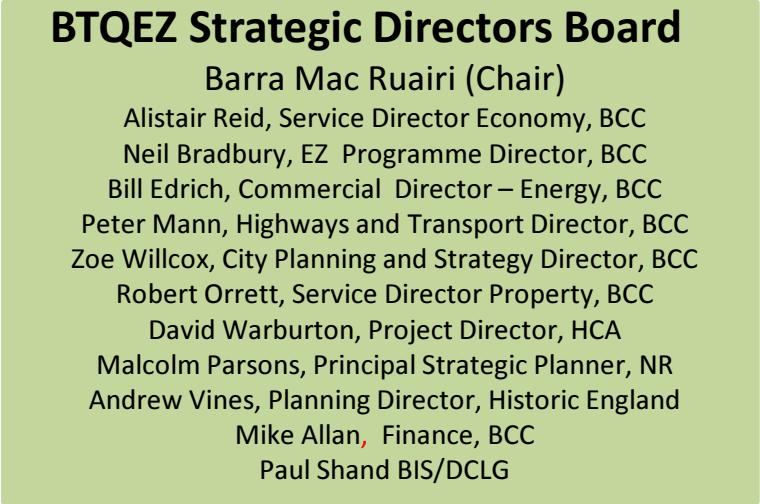 BTQEZ Strategic Directors Board
Barra Mac Ruairi (Chair)
Alistair Reid, Service Director Economy, BCC
Neil Bradbury, EZ  Programme Director, BCC
Bill Edrich, Commercial  Director – Energy, BCC
Peter Mann, Highways and Transport Director, BCC
Zoe Willcox, City Planning and Strategy Director, BCC
Robert Orrett, Service Director Property, BCC
David Warburton, Project Director, HCA
Malcolm Parsons, Principal Strategic Planner, NR
Andrew Vines, Planning Director, Historic England
Mike Allan,  Finance, BCC
Paul Shand BIS/DCLG